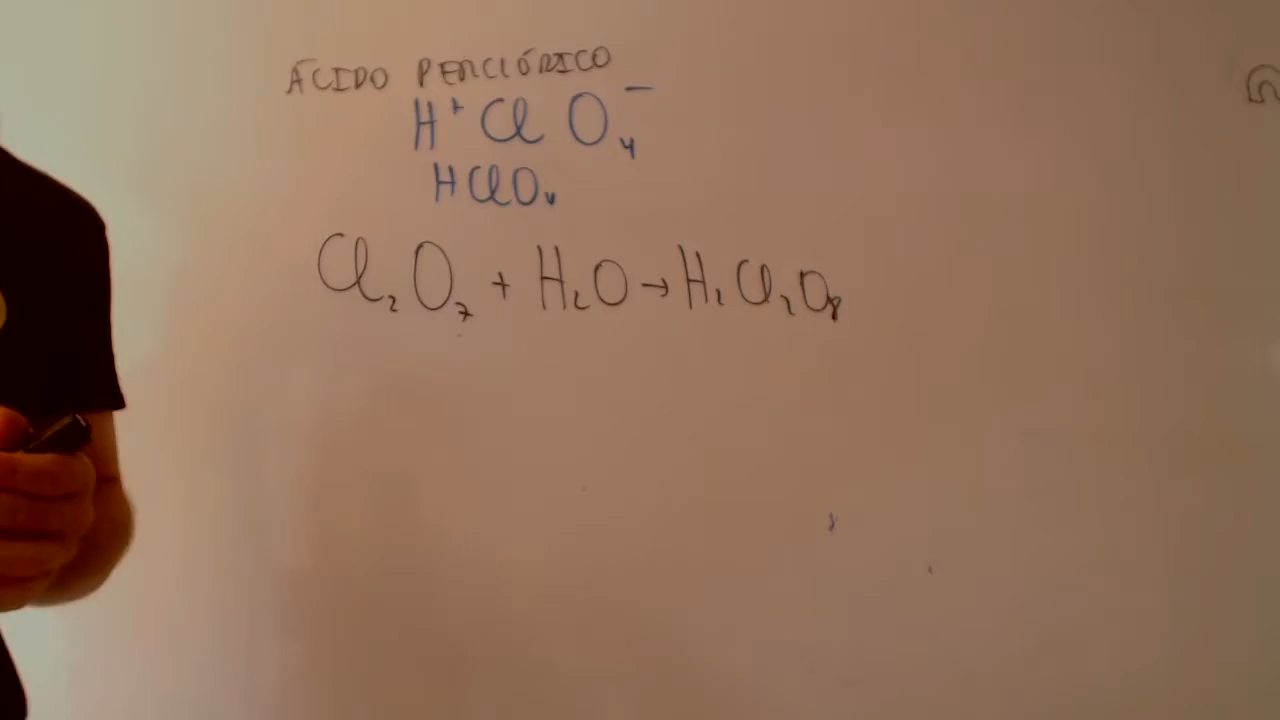 ÁCIDO PERCLÓRICO
H⁺ Cl O₄⁻
HClO₄
Cl₂O₇ + H₂O → H₂Cl₂O₈